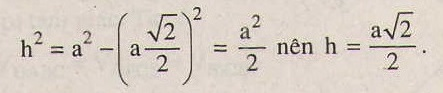 h² = a² − (a √2/2)² = a²/2 nên h = a√2/2 .